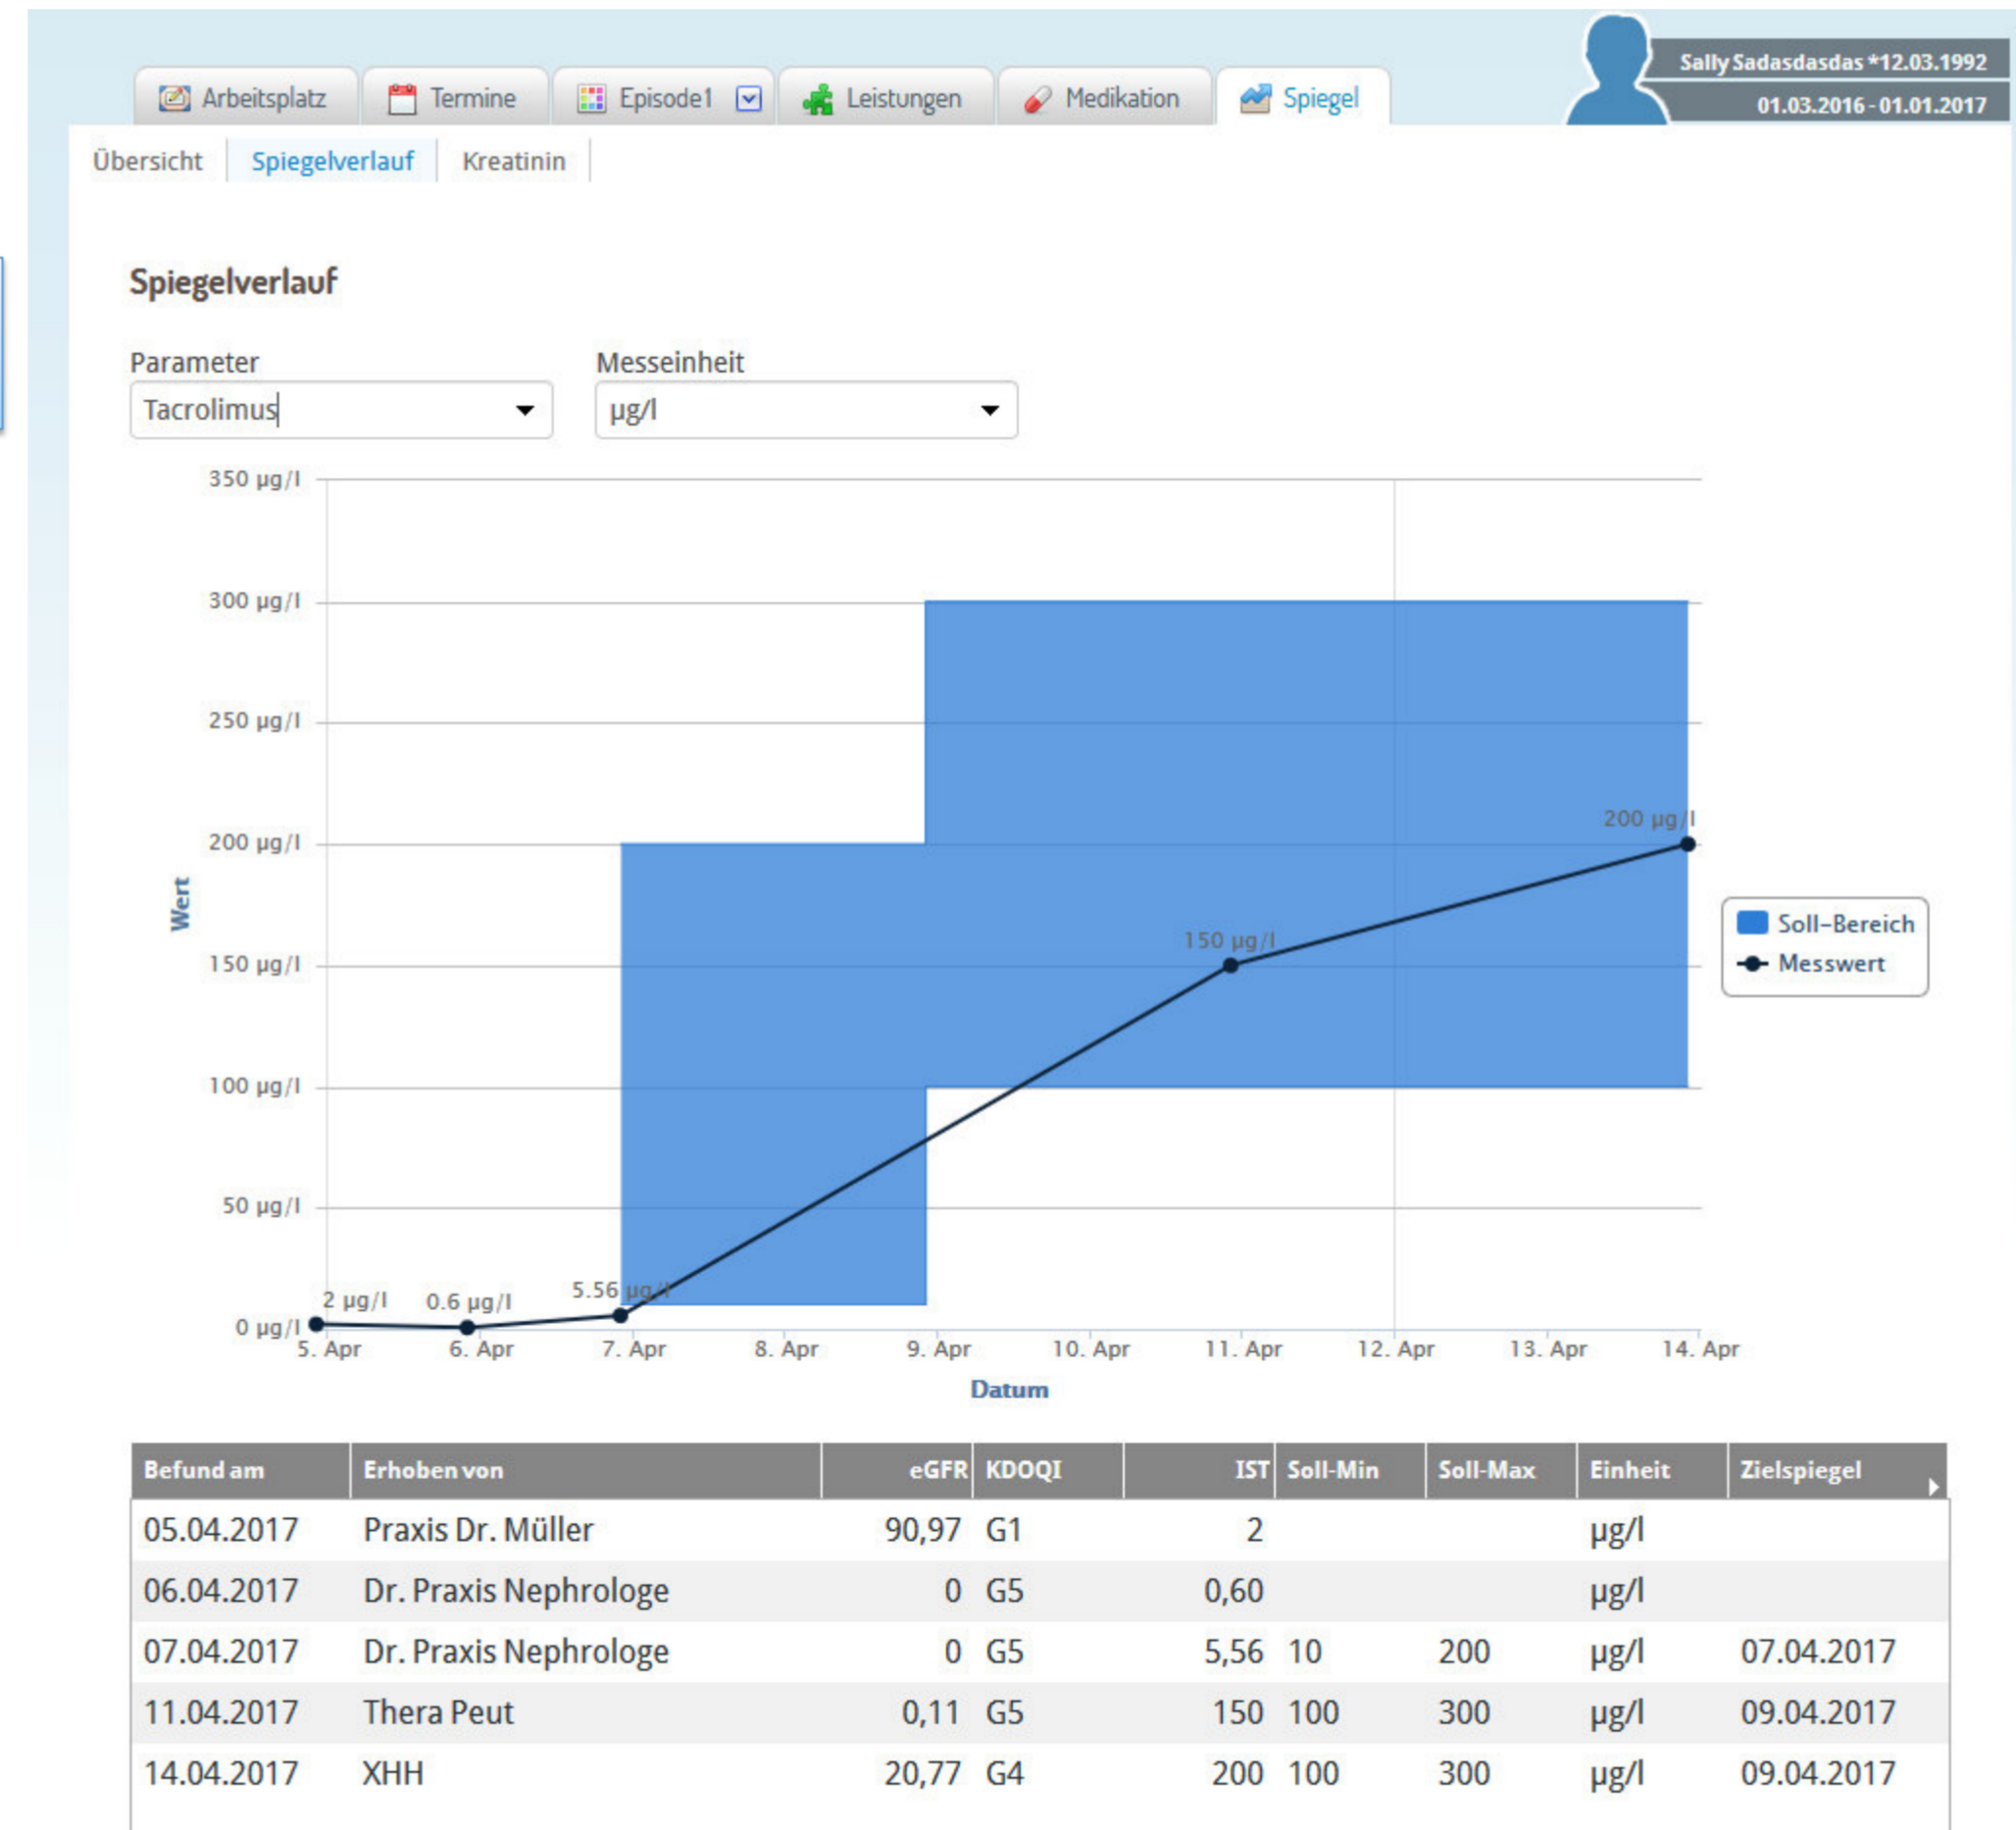 Sally Sadasdasdas *12.03.1992
01.03.2016 - 01.01.2017
Arbeitsplatz Termine Episode1 Leistungen Medikation Spiegel
Übersicht Spiegelverlauf Kreatinin
Spiegelverlauf
Parameter Messeinheit
Tacrolimus µg/l
350 µg/l
300 µg/l
250 µg/l
200 µg/l
150 µg/l
100 µg/l
50 µg/l
0 µg/l
Wert
2 µg/l 0.6 µg/l 5.56 µg/l 150 µg/l 200 µg/l
Soll-Bereich
Messwert
5. Apr 6. Apr 7. Apr 8. Apr 9. Apr 10. Apr 11. Apr 12. Apr 13. Apr 14. Apr
Datum
Befund am Erhoben von eGFR KDOQI IST Soll-Min Soll-Max Einheit Zielspiegel
05.04.2017 Praxis Dr. Müller 90,97 G1 2 µg/l
06.04.2017 Dr. Praxis Nephrologe 0 G5 0,60 µg/l
07.04.2017 Dr. Praxis Nephrologe 0 G5 5,56 10 200 µg/l 07.04.2017
11.04.2017 Thera Peut 0,11 G5 150 100 300 µg/l 09.04.2017
14.04.2017 XHH 20,77 G4 200 100 300 µg/l 09.04.2017